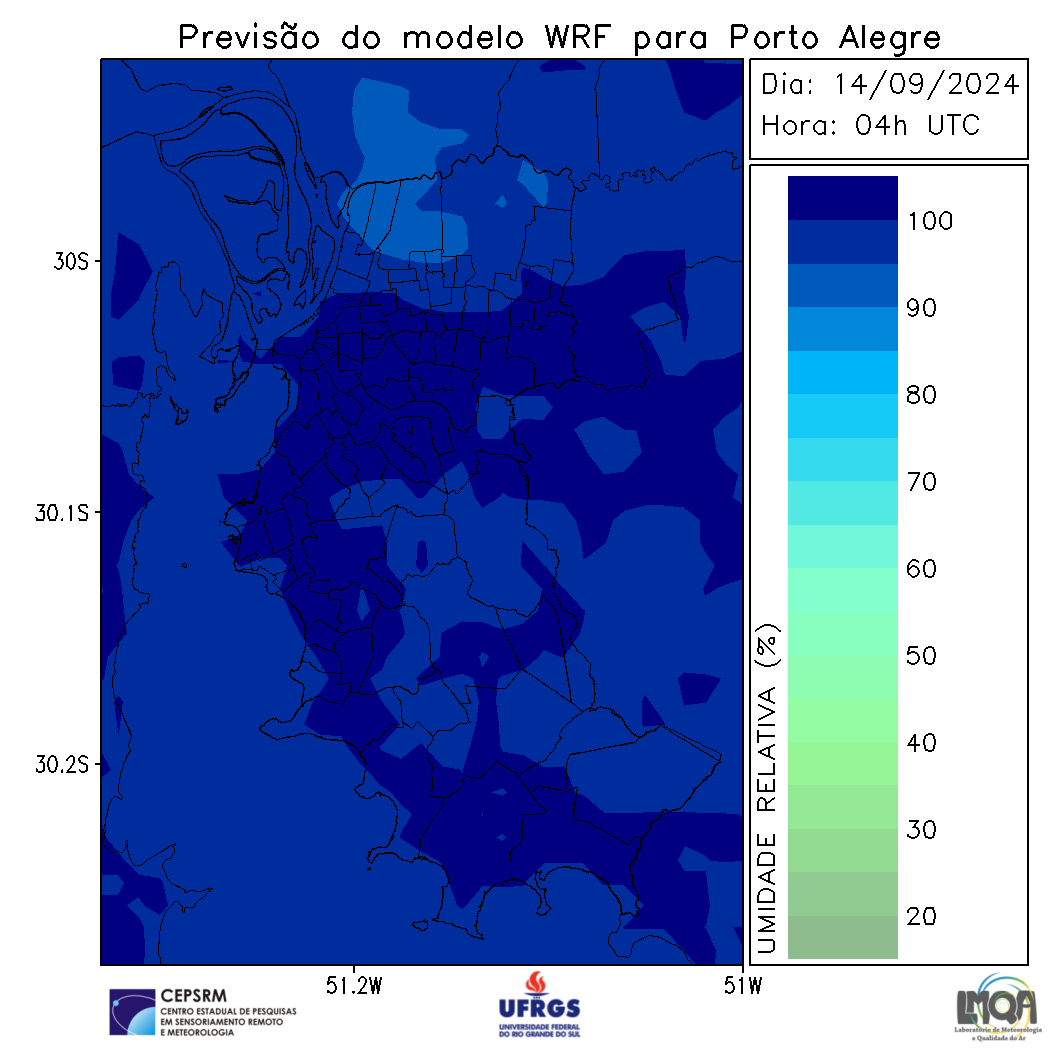 Previsão do modelo WRF para Porto Alegre
Dia: 14/09/2024
Hora: 04h UTC
100
90
80
70
60
50
40
30
20
UMIDADE RELATIVA (%)
30S
30.1S
30.2S
51.2W
51W
CEPSRM
CENTRO ESTADUAL DE PESQUISAS
EM SENSORIAMENTO REMOTO
E METEOROLOGIA
UFRGS
UNIVERSIDADE FEDERAL
DO RIO GRANDE DO SUL
LMQA
Laboratório de Meteorologia
e Qualidade do Ar